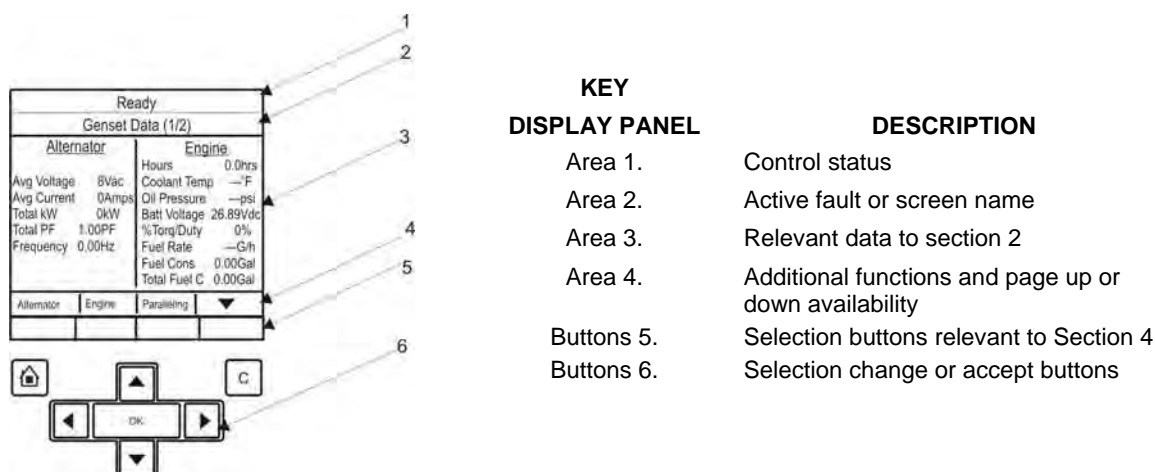 1
2
3
4
5
6
Ready
Genset Data (1/2)
Alternator
Avg Voltage 8Vac
Avg Current 0Amps
Total kW 0kW
Total PF 1.00PF
Frequency 0.00Hz
Engine
Hours 0.0hrs
Coolant Temp ---°F
Oil Pressure ---psi
Batt Voltage 26.89Vdc
%Torq/Duty 0%
Fuel Rate ---G/h
Fuel Cons 0.00Gal
Total Fuel C 0.00Gal
Alternator Engine Paralleling
C
OK
KEY
DISPLAY PANEL DESCRIPTION
Area 1. Control status
Area 2. Active fault or screen name
Area 3. Relevant data to section 2
Area 4. Additional functions and page up or
down availability
Buttons 5. Selection buttons relevant to Section 4
Buttons 6. Selection change or accept buttons